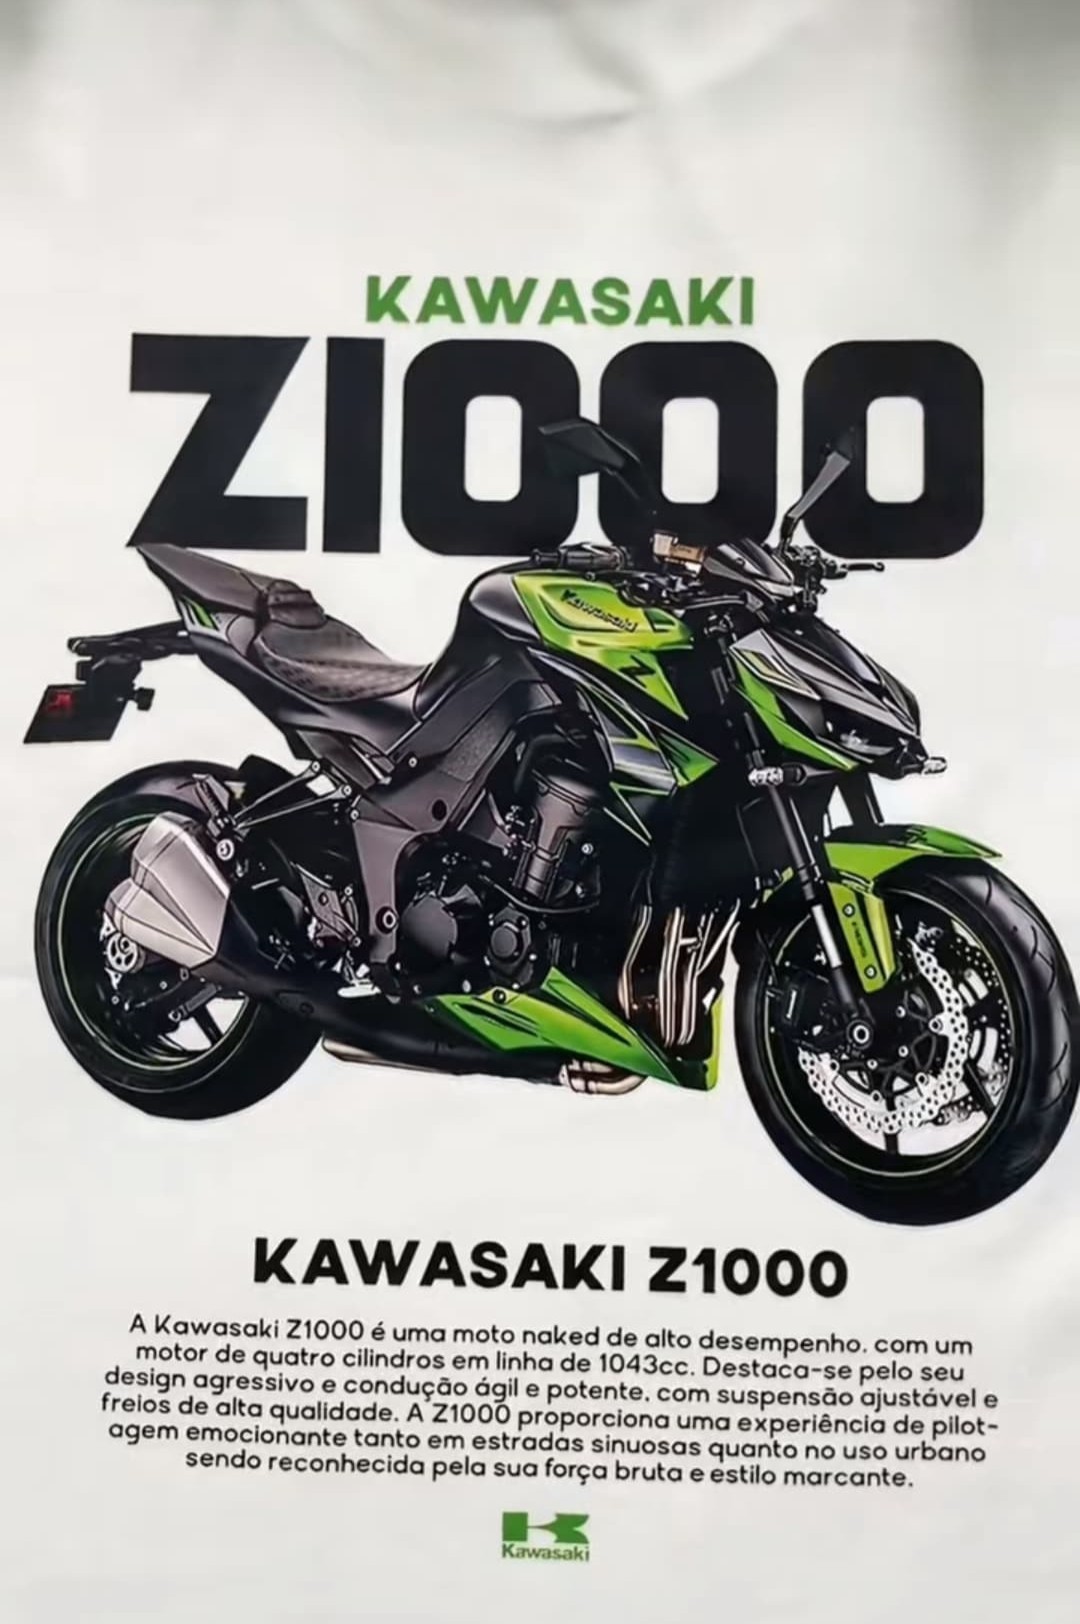 KAWASAKI
Z1000
Kawasaki
Z
KAWASAKI Z1000
A Kawasaki Z1000 é uma moto naked de alto desempenho, com um
motor de quatro cilindros em linha de 1043cc. Destaca-se pelo seu
design agressivo e condução ágil e potente, com suspensão ajustável e
freios de alta qualidade. A Z1000 proporciona uma experiência de pilot-
agem emocionante tanto em estradas sinuosas quanto no uso urbano
sendo reconhecida pela sua força bruta e estilo marcante.
Kawasaki